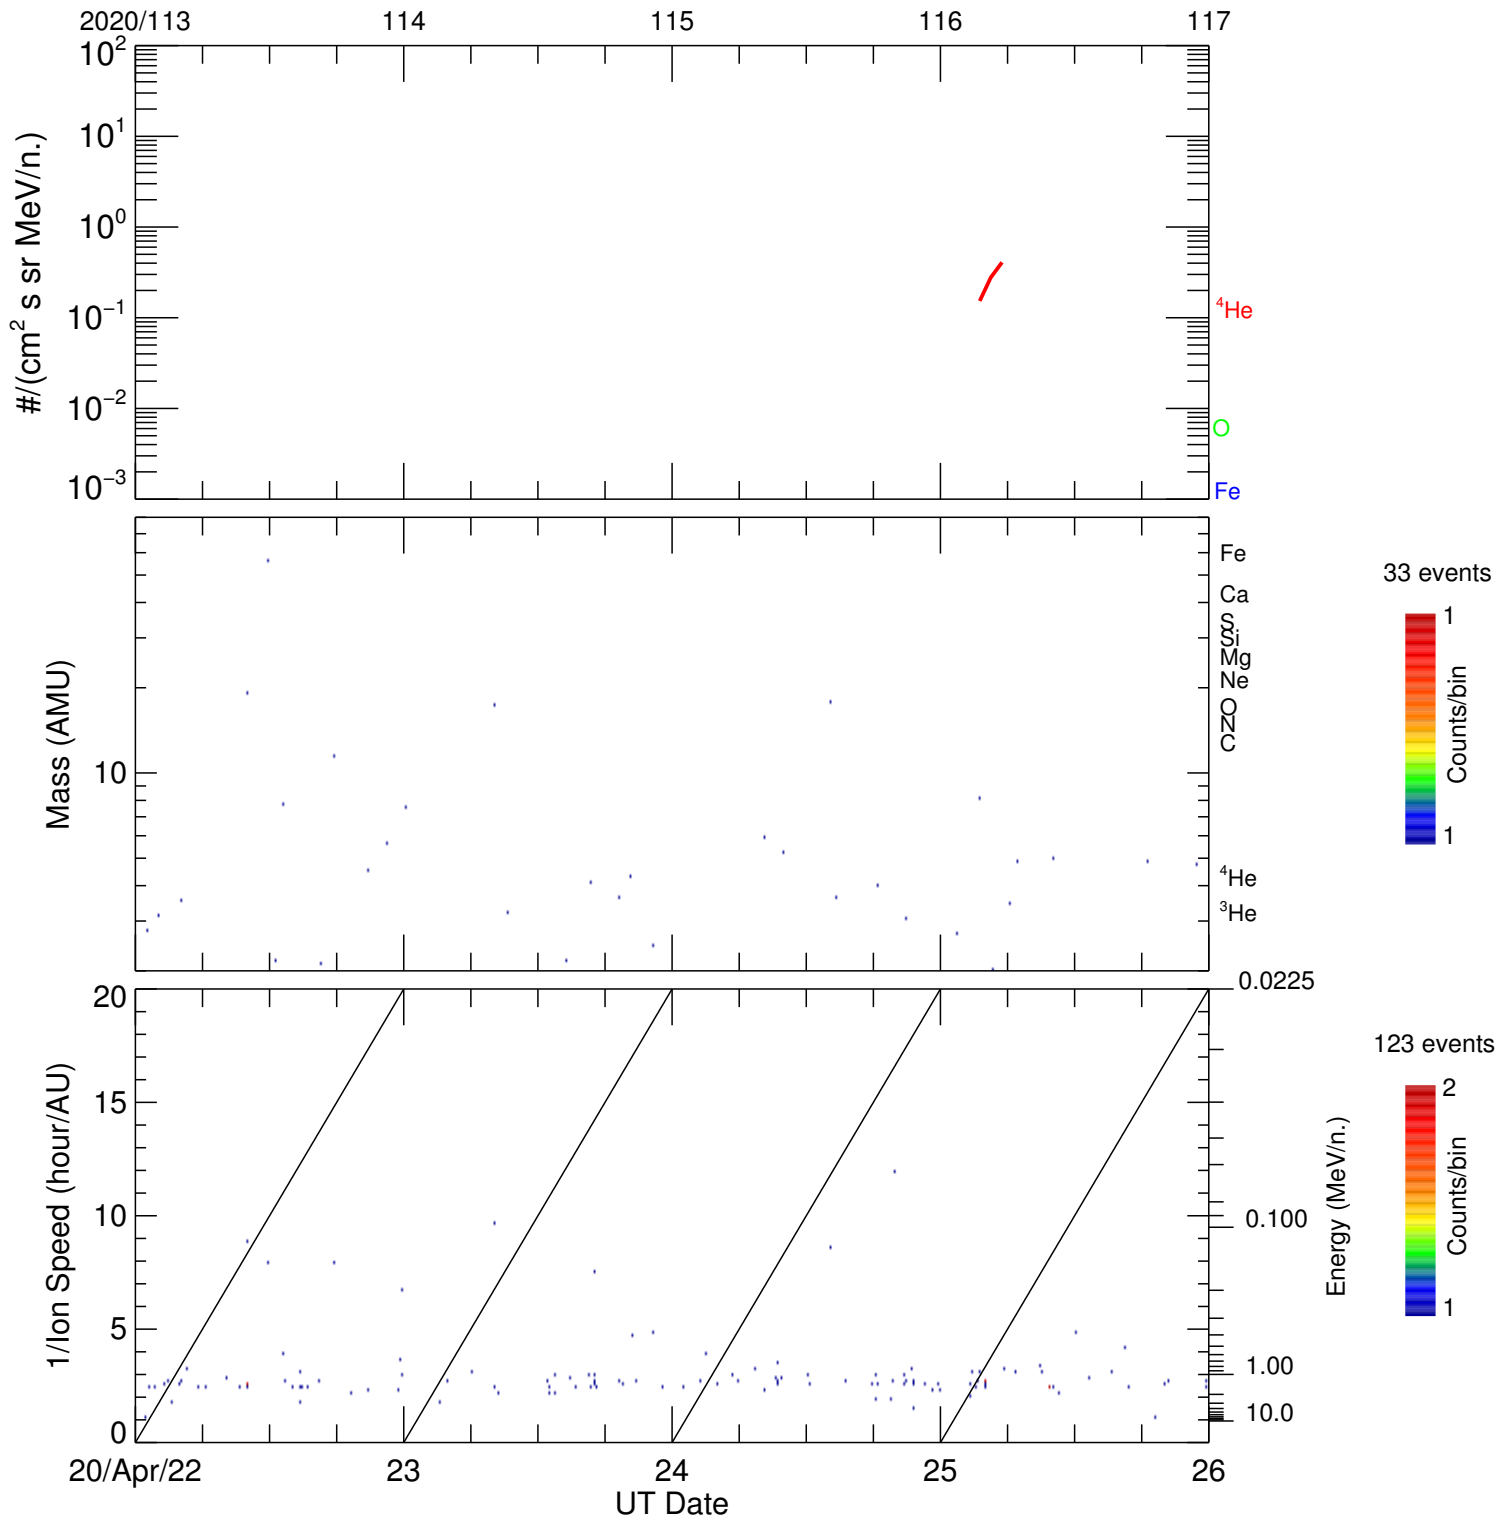 2020/113 114 115 116 117
10² 10¹ 10⁰ 10⁻¹ 10⁻² 10⁻³
#/(cm² s sr MeV/n.)
⁴He
O
Fe
Mass (AMU)
10
Fe
Ca
S
Si
Mg
Ne
O
N
C
⁴He
³He
33 events
1
Counts/bin
1
1/Ion Speed (hour/AU)
20
15
10
5
0
0.0225
0.100
1.00
10.0
Energy (MeV/n.)
123 events
2
Counts/bin
1
20/Apr/22 23 24 25 26
UT Date